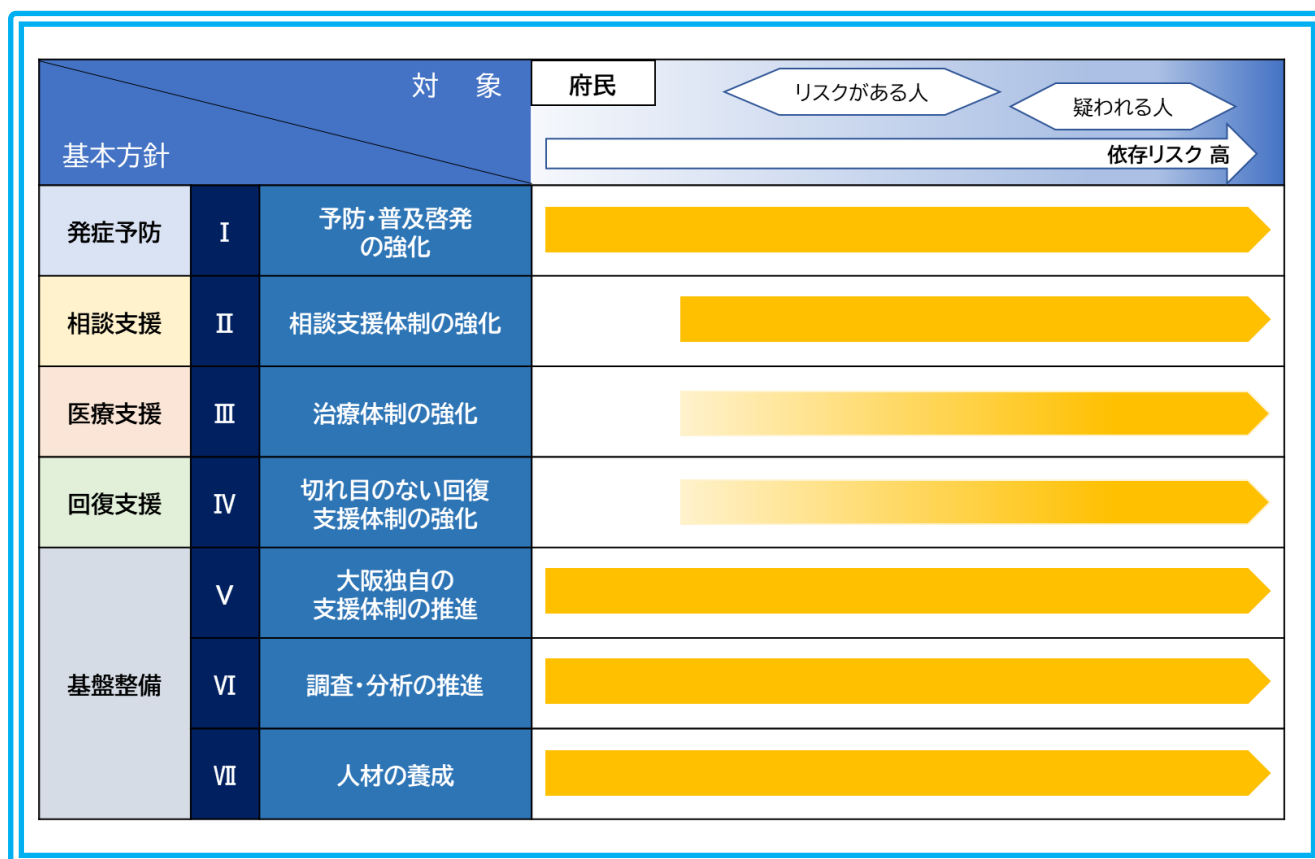 対 象
基本方針
府民
リスクがある人
疑われる人
依存リスク 高
発症予防
Ⅰ
予防・普及啓発
の強化
相談支援
Ⅱ
相談支援体制の強化
医療支援
Ⅲ
治療体制の強化
回復支援
Ⅳ
切れ目のない回復
支援体制の強化
基盤整備
Ⅴ
大阪独自の
支援体制の推進
Ⅵ
調査・分析の推進
Ⅶ
人材の養成